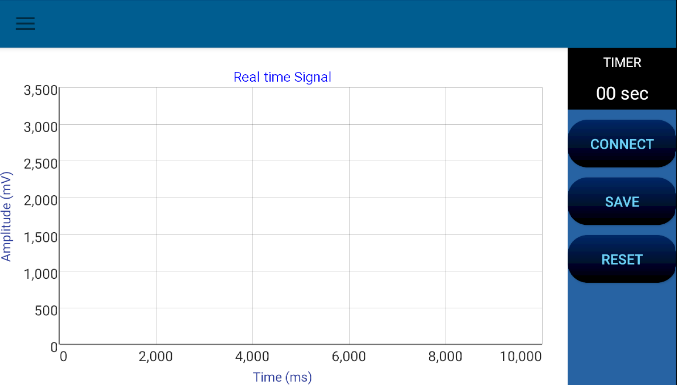 TIMER
Real time Signal
00 sec
3,500
3,000
CONNECT
2,500
SAVE
2,000
Amplitude (mV)
1,500
RESET
1,000
500
0
0 2,000 4,000 6,000 8,000 10,000
Time (ms)